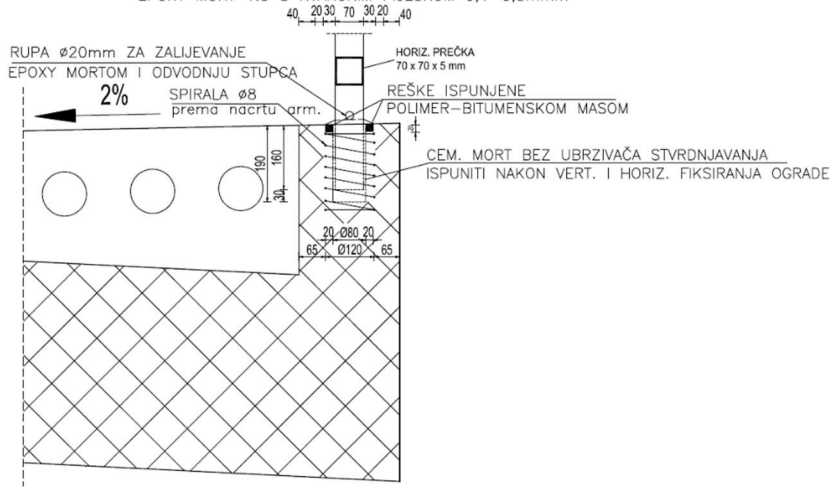 40 20 30 70 30 20 40
RUPA ø20mm ZA ZALIJEVANJE
EPOXY MORTOM I ODVODNJU STUPCA
HORIZ. PREČKA
70 x 70 x 5 mm
2%
SPIRALA ø8
prema nacrtu arm.
REŠKE ISPUNJENE
POLIMER-BITUMENSKOM MASOM
190
160
30
CEM. MORT BEZ UBRZIVAČA STVRDNJAVANJA
ISPUNITI NAKON VERT. I HORIZ. FIKSIRANJA OGRADE
20 Ø80 20
65 Ø120 65